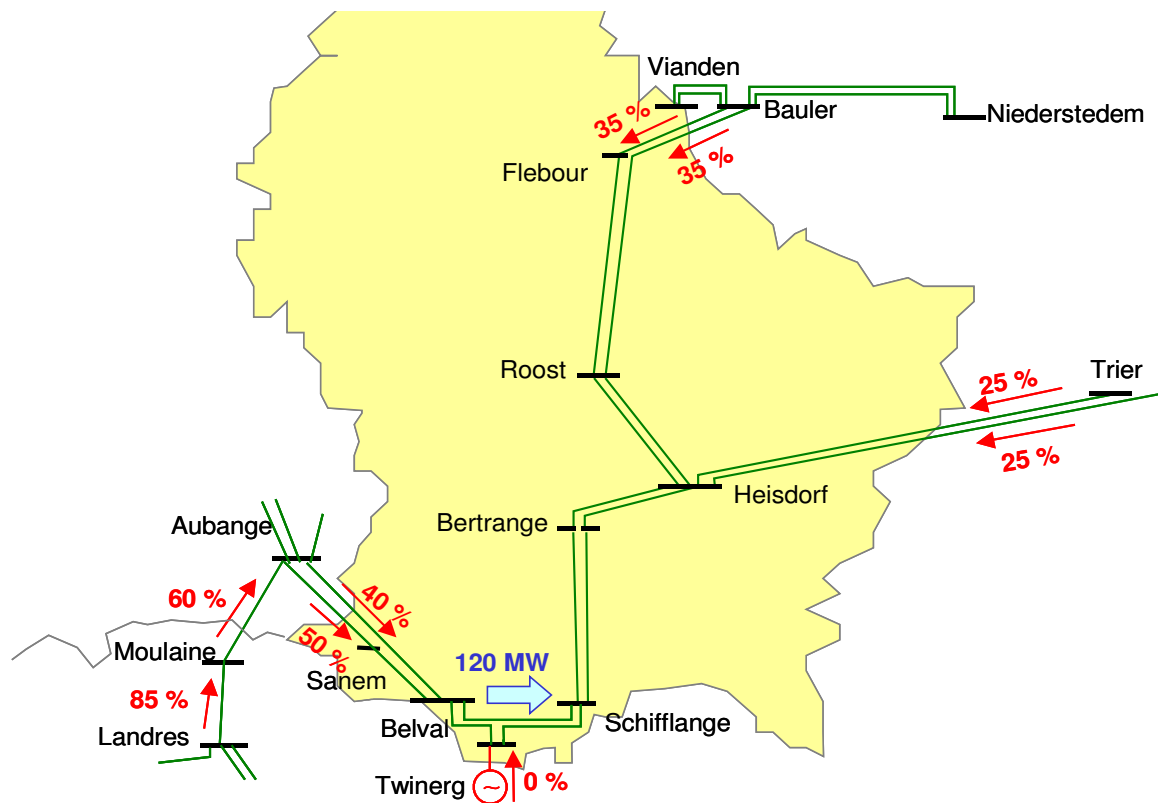 Vianden
Bauler
Niederstedem
35 %
35 %
Flebour
Roost
Trier
25 %
25 %
Heisdorf
Bertrange
Aubange
60 %
40 %
50 %
Moulaine
Sanem
120 MW
85 %
Landres
Belval
Schifflange
Twinerg
~
0 %